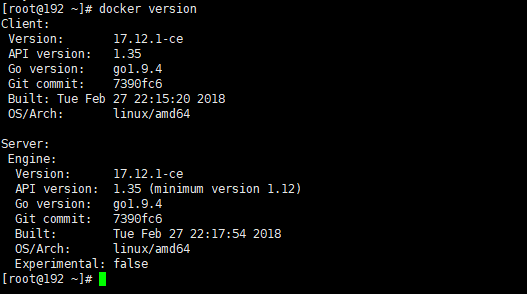 [root@192 ~]# docker version
Client:
 Version:       17.12.1-ce
 API version:   1.35
 Go version:    go1.9.4
 Git commit:    7390fc6
 Built: Tue Feb 27 22:15:20 2018
 OS/Arch:       linux/amd64

Server:
 Engine:
  Version:      17.12.1-ce
  API version:  1.35 (minimum version 1.12)
  Go version:   go1.9.4
  Git commit:   7390fc6
  Built:        Tue Feb 27 22:17:54 2018
  OS/Arch:      linux/amd64
  Experimental: false
[root@192 ~]#